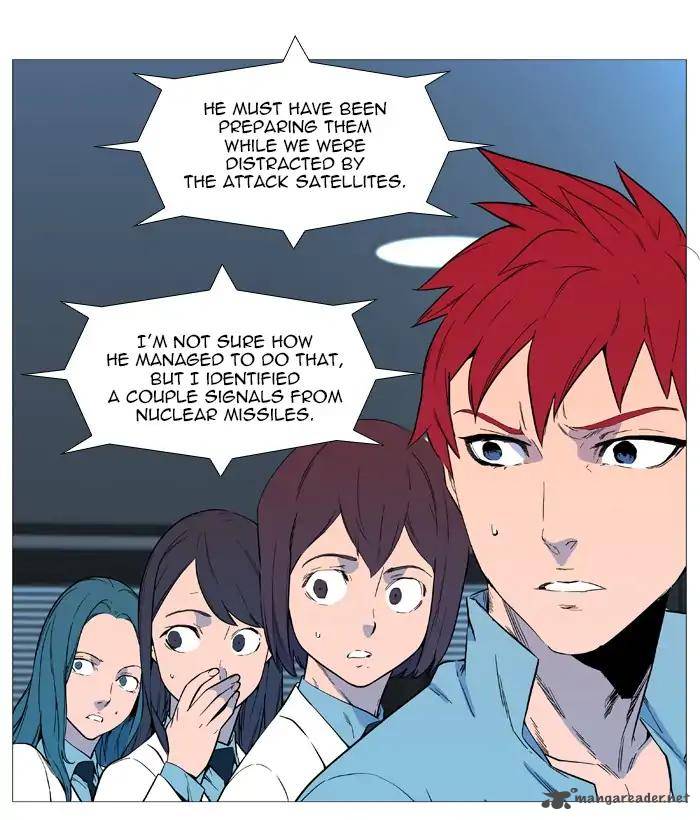 HE MUST HAVE BEEN
PREPARING THEM
WHILE WE WERE
DISTRACTED BY
THE ATTACK SATELLITES.
I'M NOT SURE HOW
HE MANAGED TO DO THAT,
BUT I IDENTIFIED
A COUPLE SIGNALS FROM
NUCLEAR MISSILES.
mangareader.net